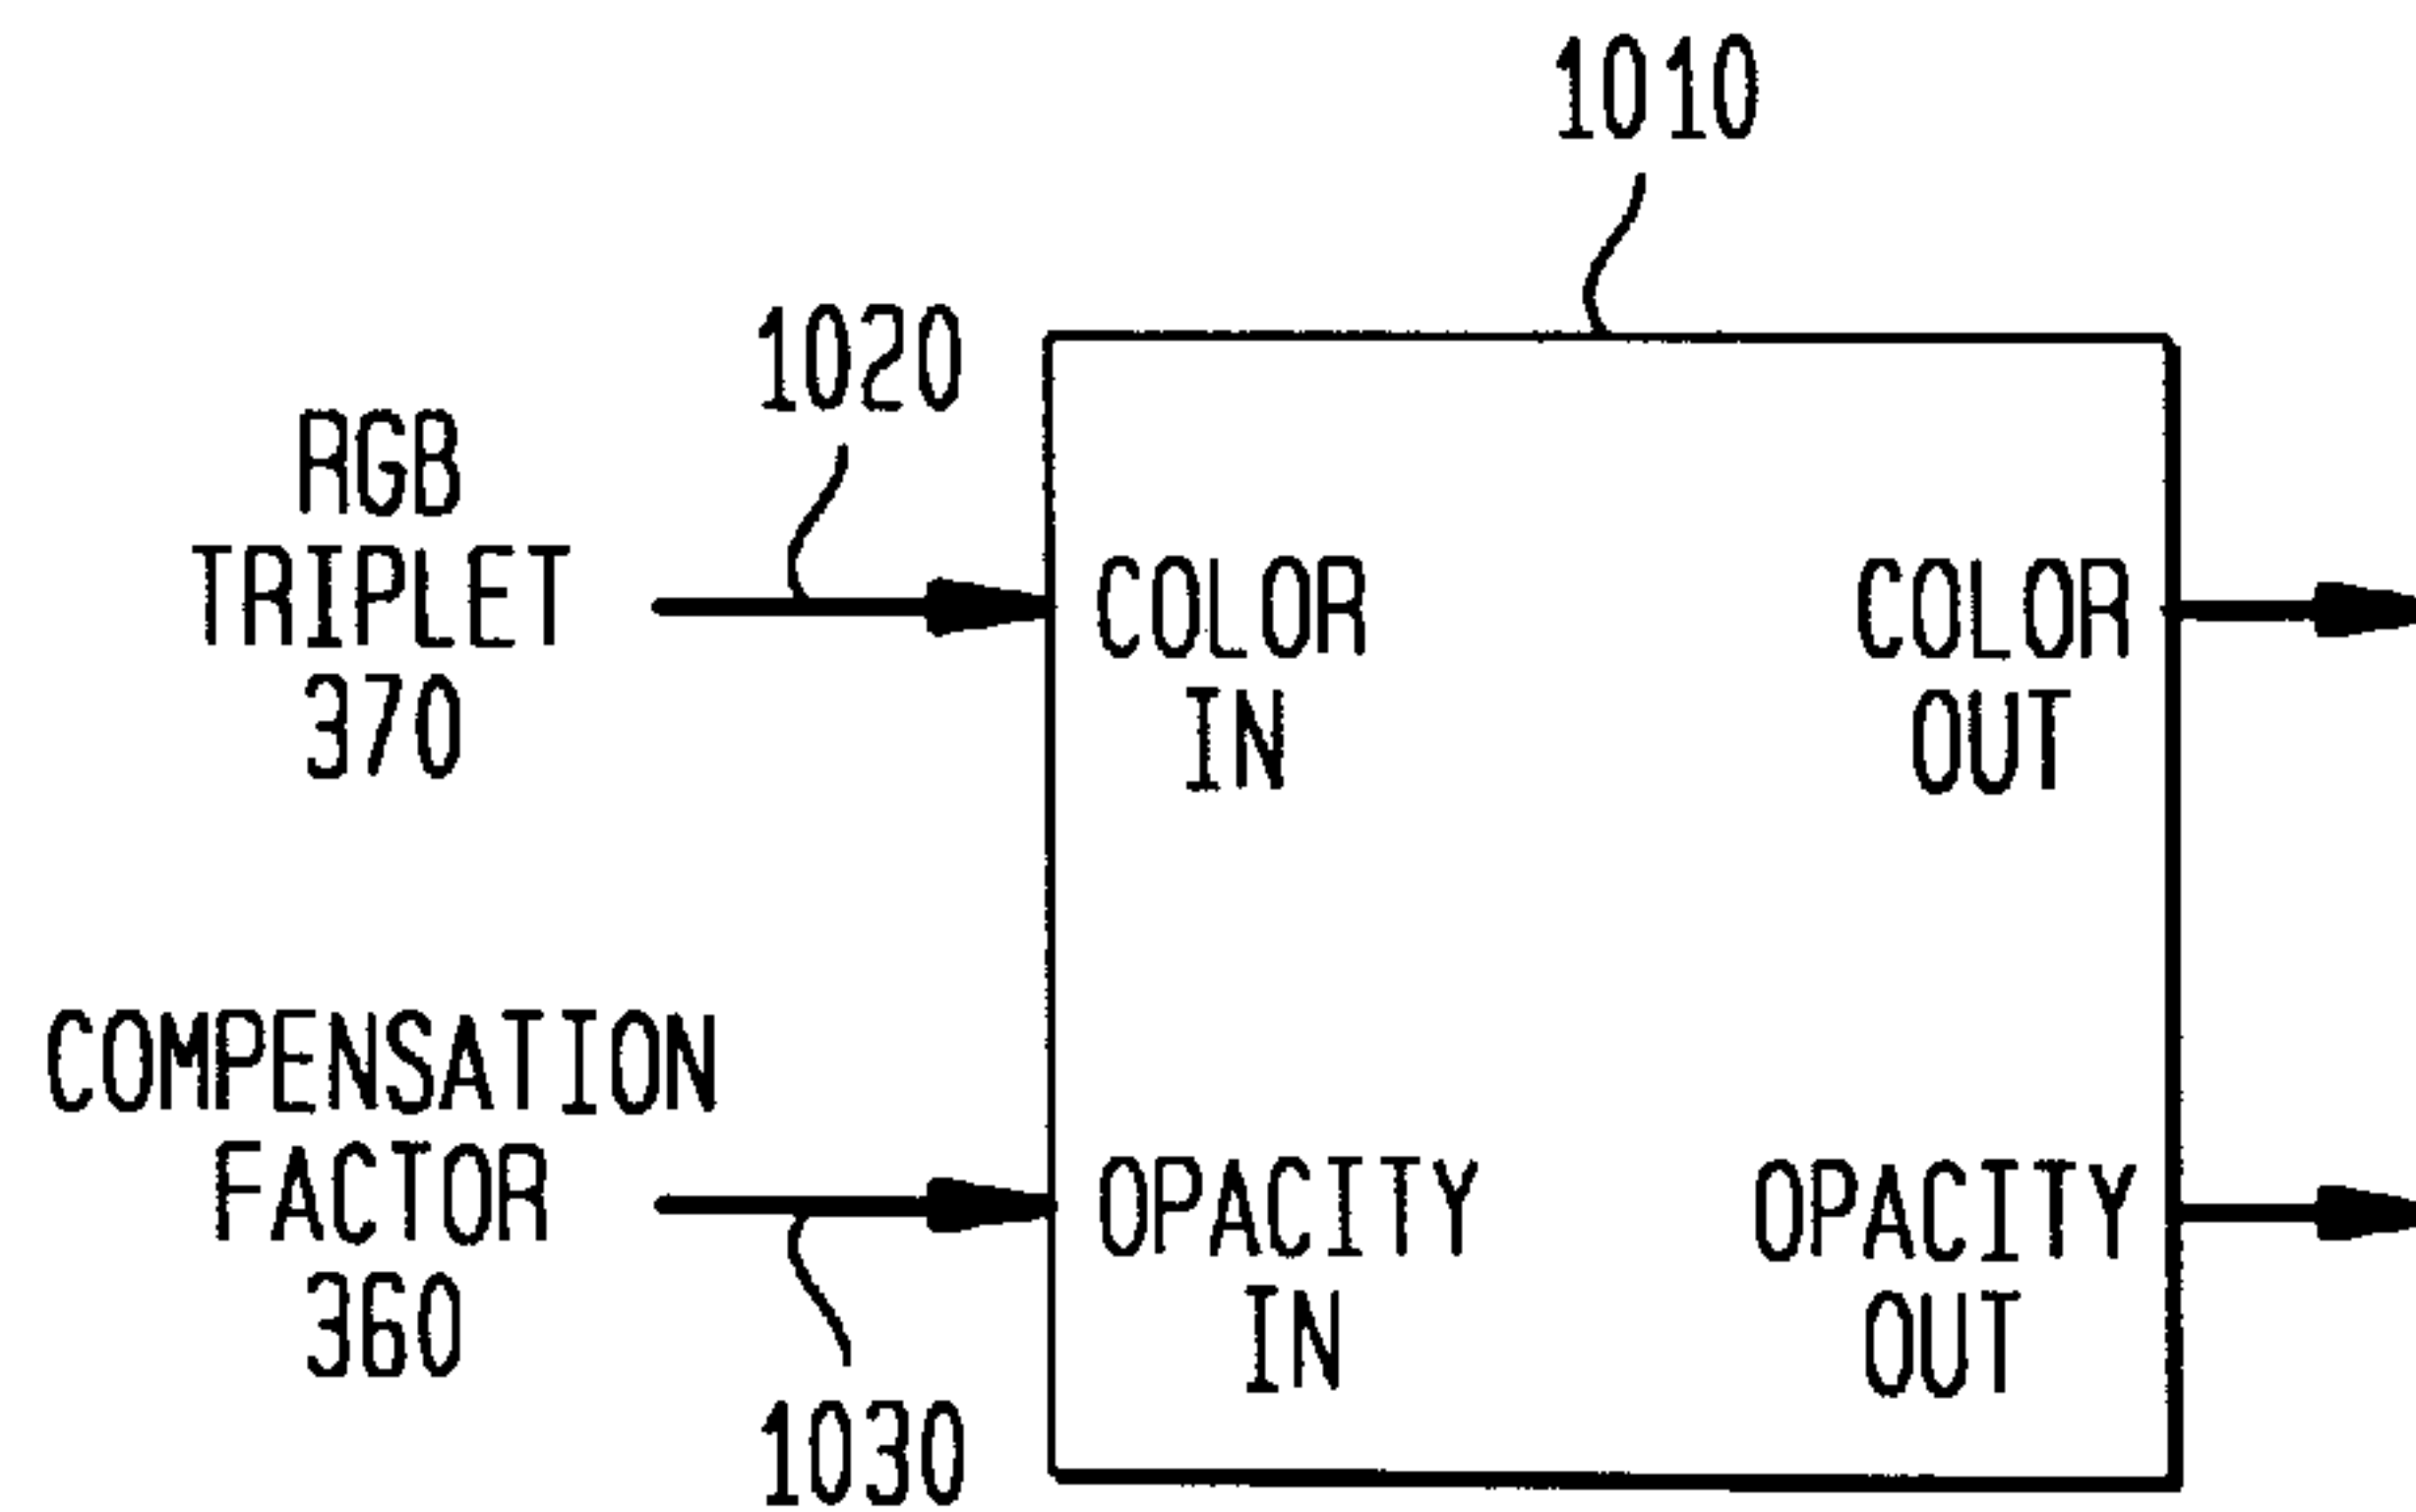 1010
1020
RGB
TRIPLET
370
COLOR
IN
COLOR
OUT
COMPENSATION
FACTOR
360
OPACITY
IN
OPACITY
OUT
1030